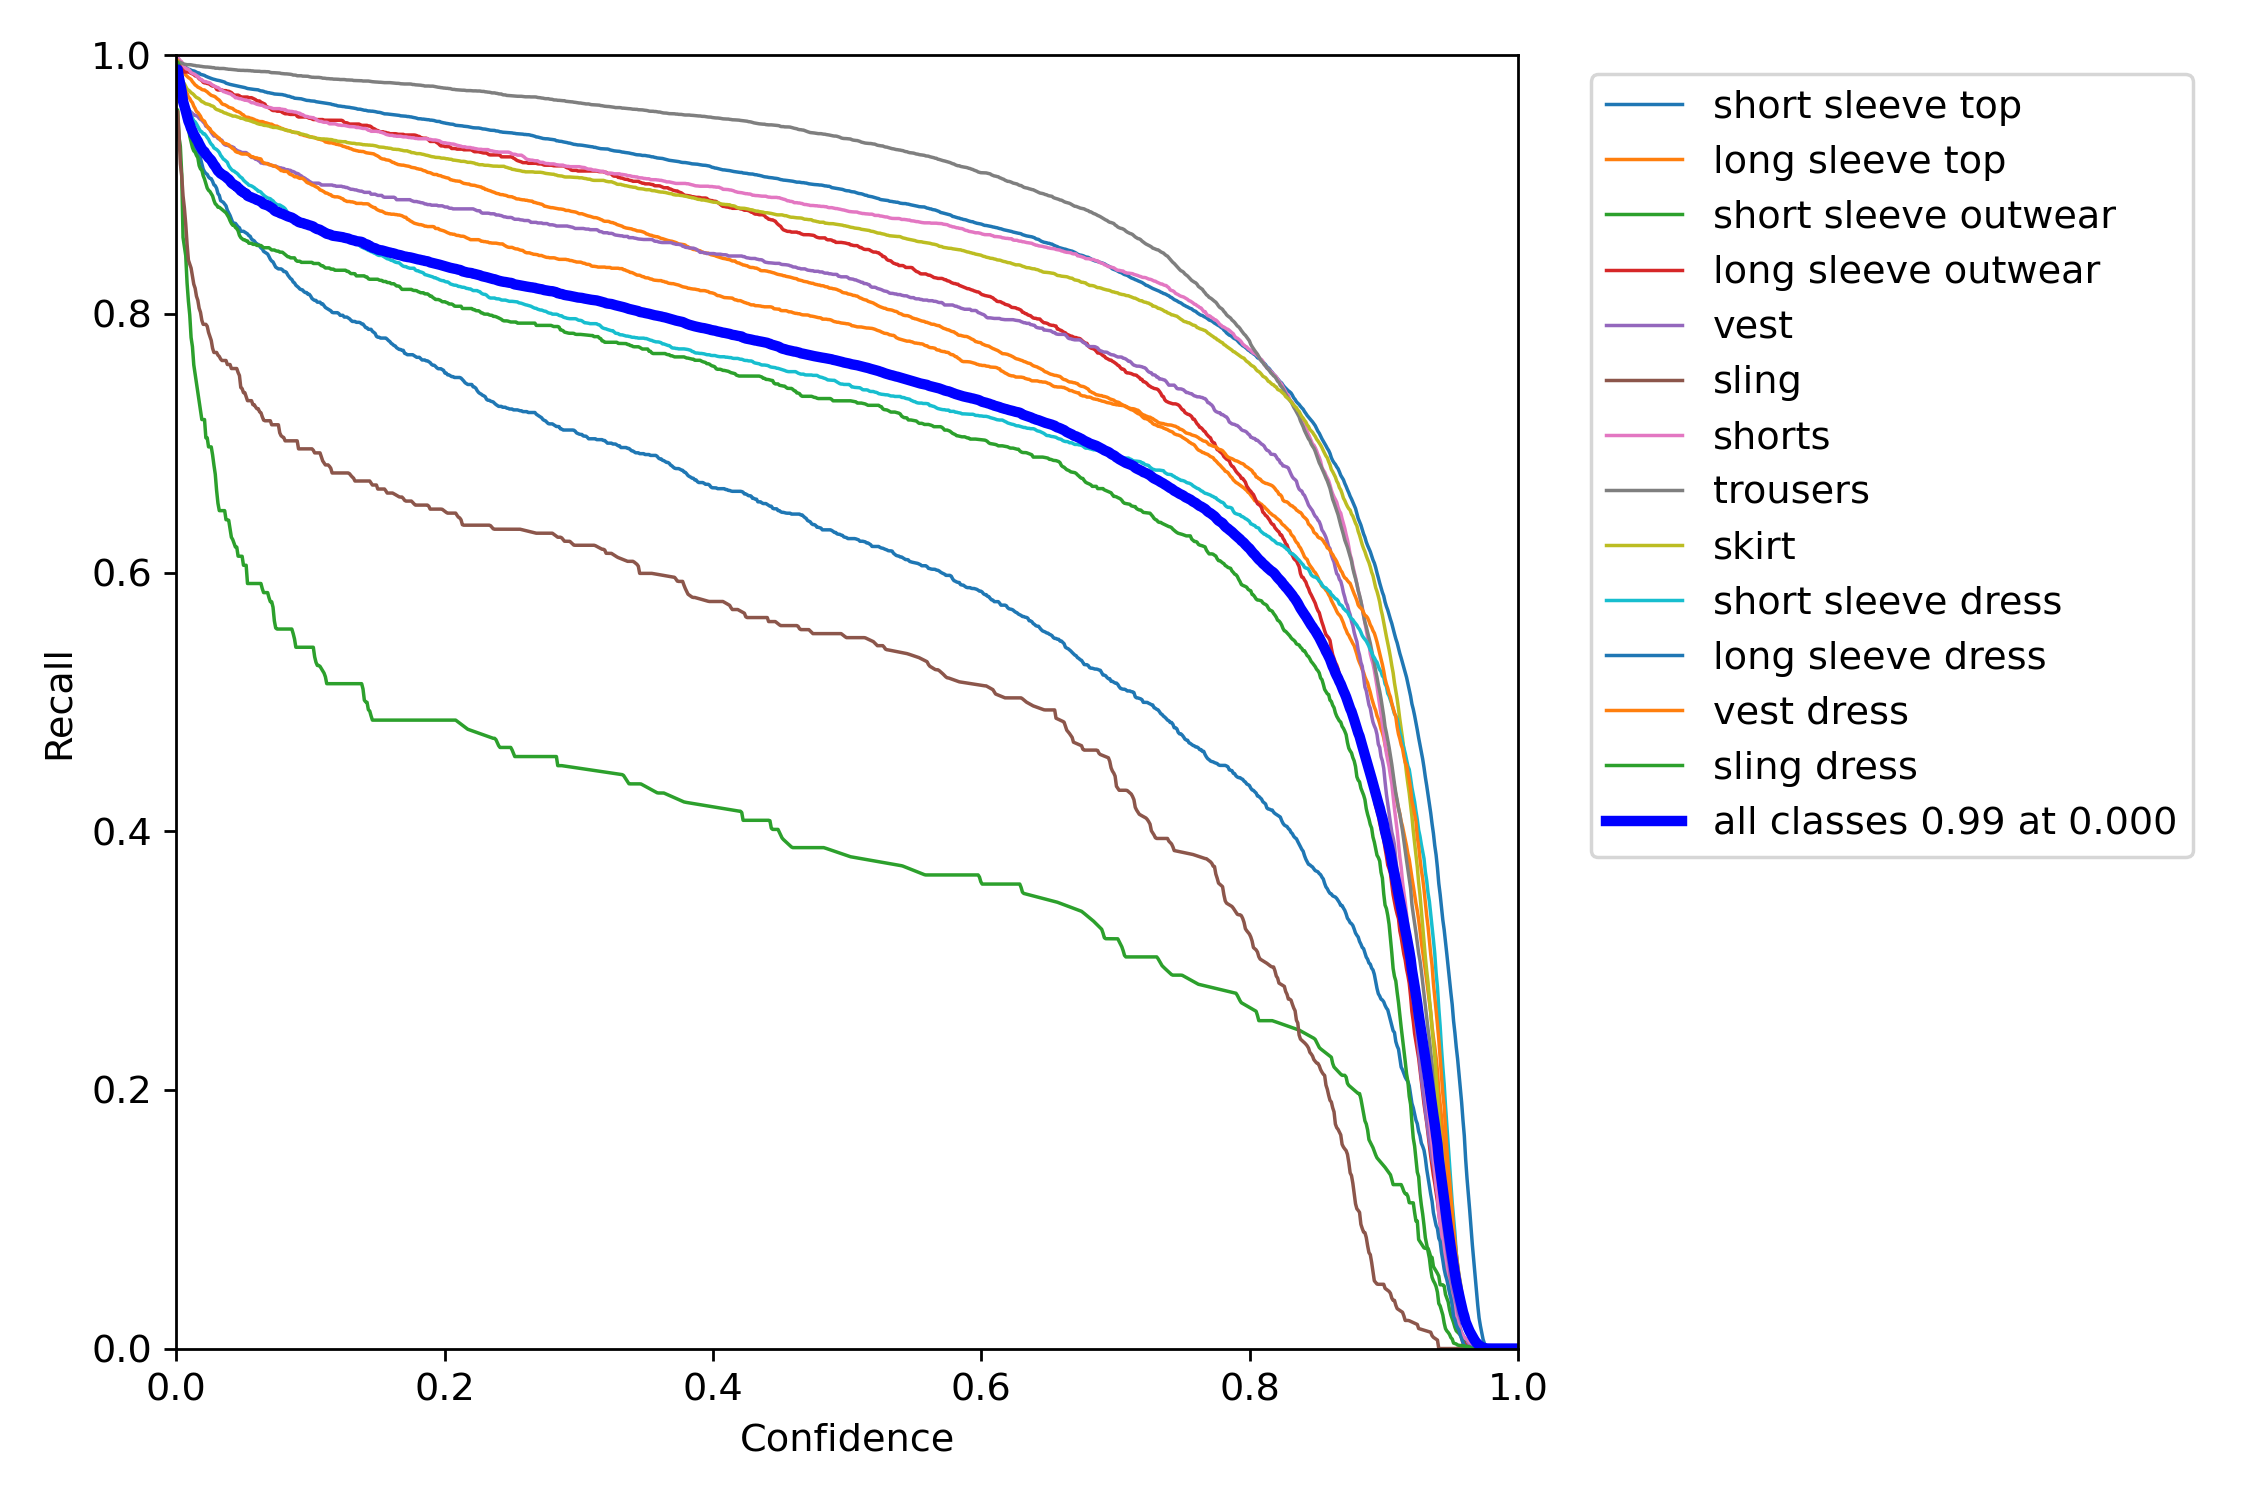 1.0
0.8
0.6
0.4
0.2
0.0
Recall
0.0 0.2 0.4 0.6 0.8 1.0
Confidence
short sleeve top
long sleeve top
short sleeve outwear
long sleeve outwear
vest
sling
shorts
trousers
skirt
short sleeve dress
long sleeve dress
vest dress
sling dress
all classes 0.99 at 0.000